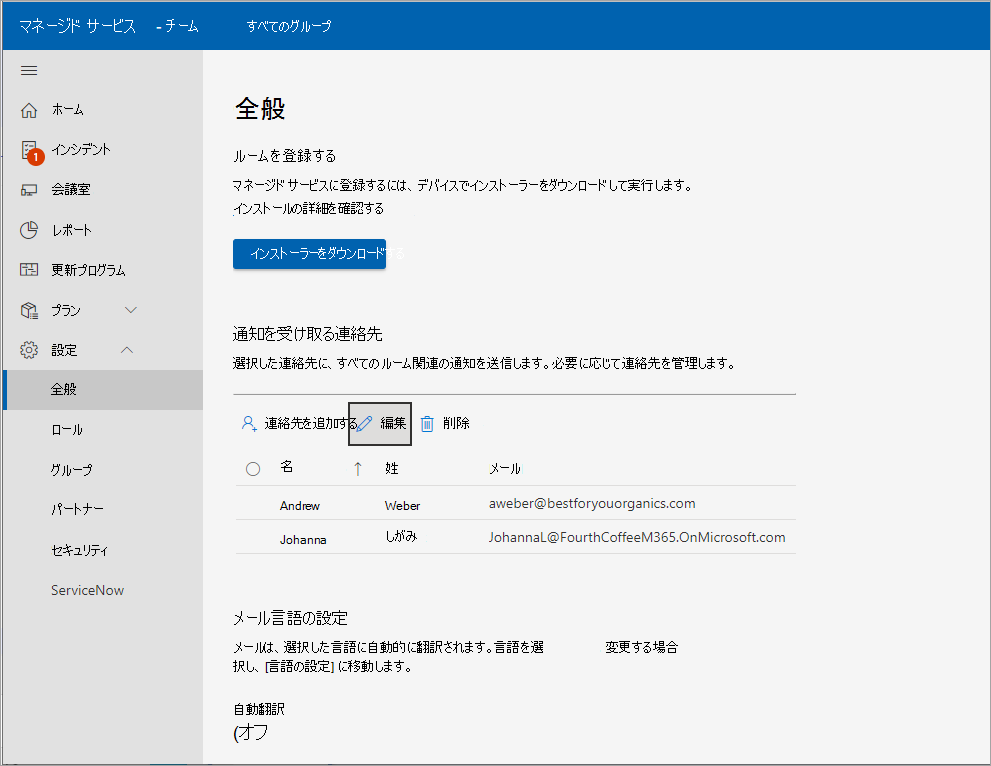 マネージド サービス - チーム すべてのグループ
ホーム
1
インシデント
会議室
レポート
更新プログラム
プラン
設定
全般
ロール
グループ
パートナー
セキュリティ
ServiceNow
全般
ルームを登録する
マネージド サービスに登録するには、デバイスでインストーラーをダウンロードして実行します。
インストールの詳細を確認する
インストーラーをダウンロードする
通知を受け取る連絡先
選択した連絡先に、すべてのルーム関連の通知を送信します。必要に応じて連絡先を管理します。
連絡先を追加する 編集 削除
名 ↑ 姓 メール
Andrew Weber aweber@bestforyouorganics.com
Johanna しがみ JohannaL@FourthCoffeeM365.OnMicrosoft.com
メール言語の設定
メールは、選択した言語に自動的に翻訳されます。言語を選 変更する場合
択し、[言語の設定] に移動します。
自動翻訳
(オフ